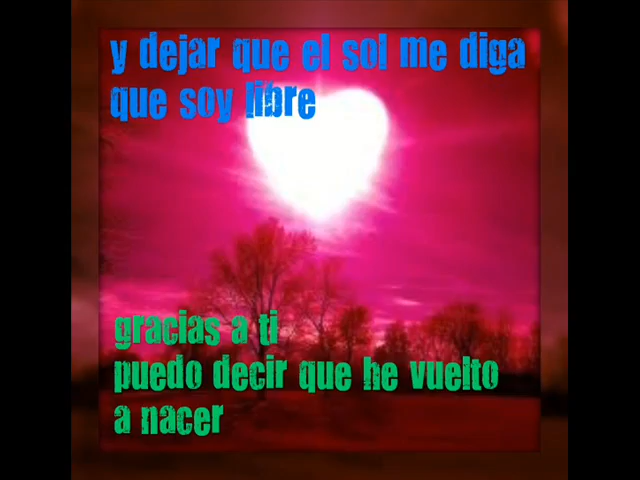 y dejar que el sol me diga
que soy libre
gracias a ti
puedo decir que he vuelto
a nacer